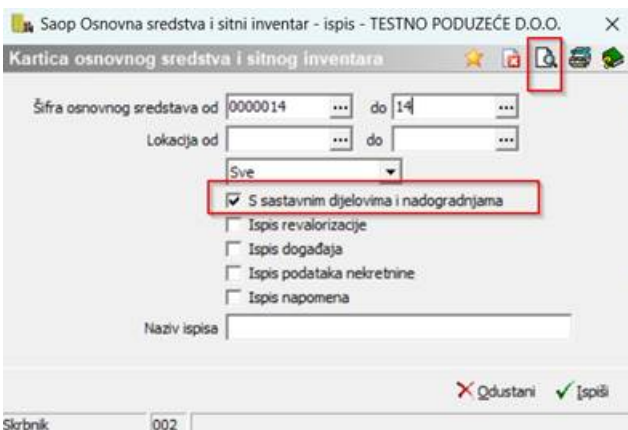 Saop Osnovna sredstva i sitni inventar - ispis - TESTNO PODUZEĆE D.O.O.
Kartica osnovnog sredstva i sitnog inventara
Šifra osnovnog sredstava od 0000014 ... do 14 ...
Lokacija od ... do ...
Sve
S sastavnim dijelovima i nadogradnjama
Ispis revalorizacije
Ispis događaja
Ispis podataka nekretnine
Ispis napomena
Naziv ispisa
Odustani Ispiši
Skrbnik 002